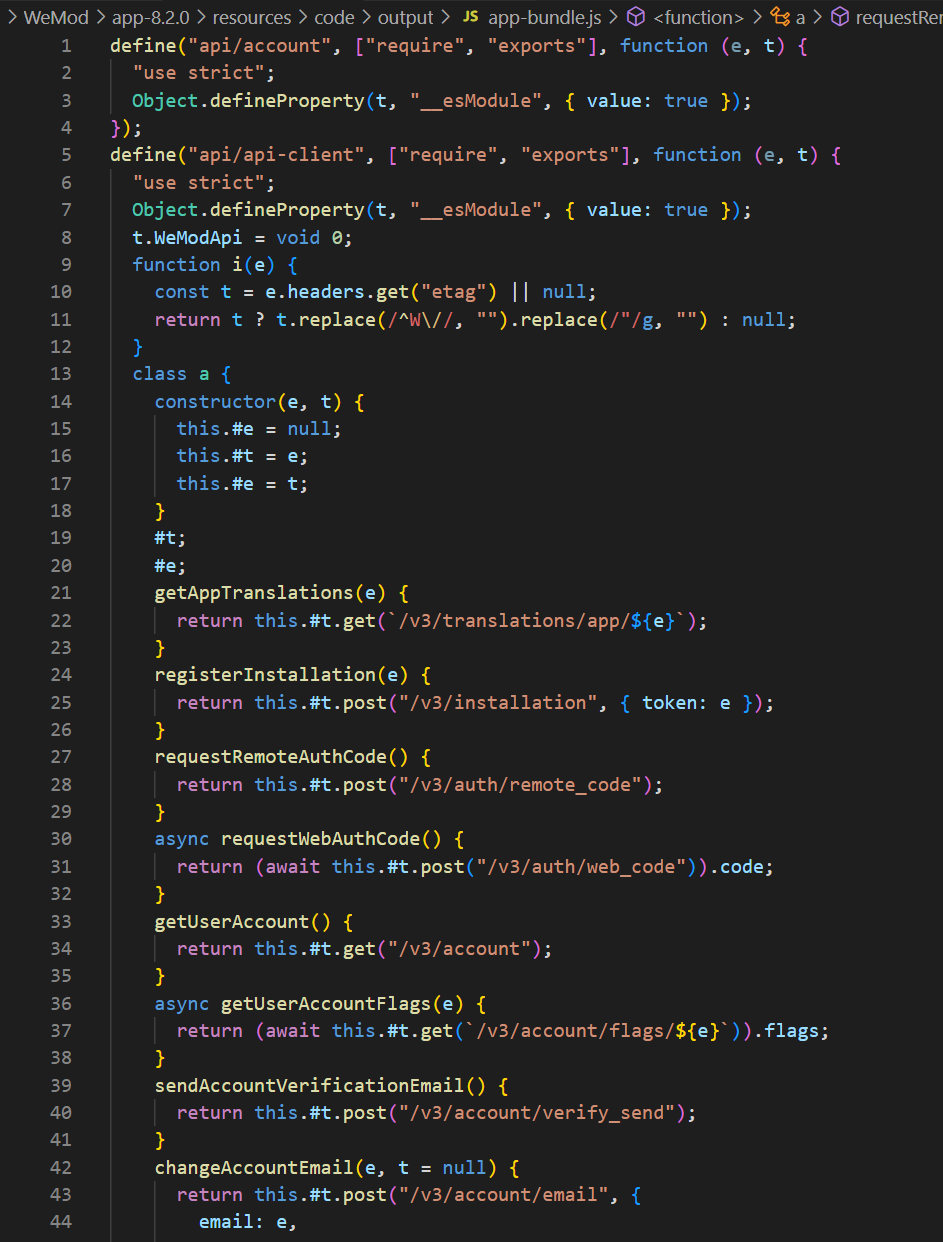 > WeMod > app-8.2.0 > resources > code > output > JS app-bundle.js > <function> > a > requestRer
1 define("api/account", ["require", "exports"], function (e, t) {
2 "use strict";
3 Object.defineProperty(t, "__esModule", { value: true });
4 });
5 define("api/api-client", ["require", "exports"], function (e, t) {
6 "use strict";
7 Object.defineProperty(t, "__esModule", { value: true });
8 t.WeModApi = void 0;
9 function i(e) {
10 const t = e.headers.get("etag") || null;
11 return t ? t.replace(/^W\//, "").replace(/"/g, "") : null;
12 }
13 class a {
14 constructor(e, t) {
15 this.#e = null;
16 this.#t = e;
17 this.#e = t;
18 }
19 #t;
20 #e;
21 getAppTranslations(e) {
22 return this.#t.get(`/v3/translations/app/${e}`);
23 }
24 registerInstallation(e) {
25 return this.#t.post("/v3/installation", { token: e });
26 }
27 requestRemoteAuthCode() {
28 return this.#t.post("/v3/auth/remote_code");
29 }
30 async requestWebAuthCode() {
31 return (await this.#t.post("/v3/auth/web_code")).code;
32 }
33 getUserAccount() {
34 return this.#t.get("/v3/account");
35 }
36 async getUserAccountFlags(e) {
37 return (await this.#t.get(`/v3/account/flags/${e}`)).flags;
38 }
39 sendAccountVerificationEmail() {
40 return this.#t.post("/v3/account/verify_send");
41 }
42 changeAccountEmail(e, t = null) {
43 return this.#t.post("/v3/account/email", {
44 email: e,